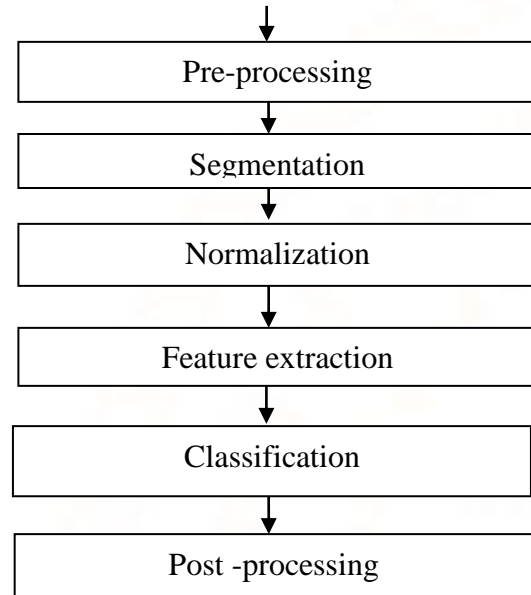 Pre-processing
Segmentation
Normalization
Feature extraction
Classification
Post -processing